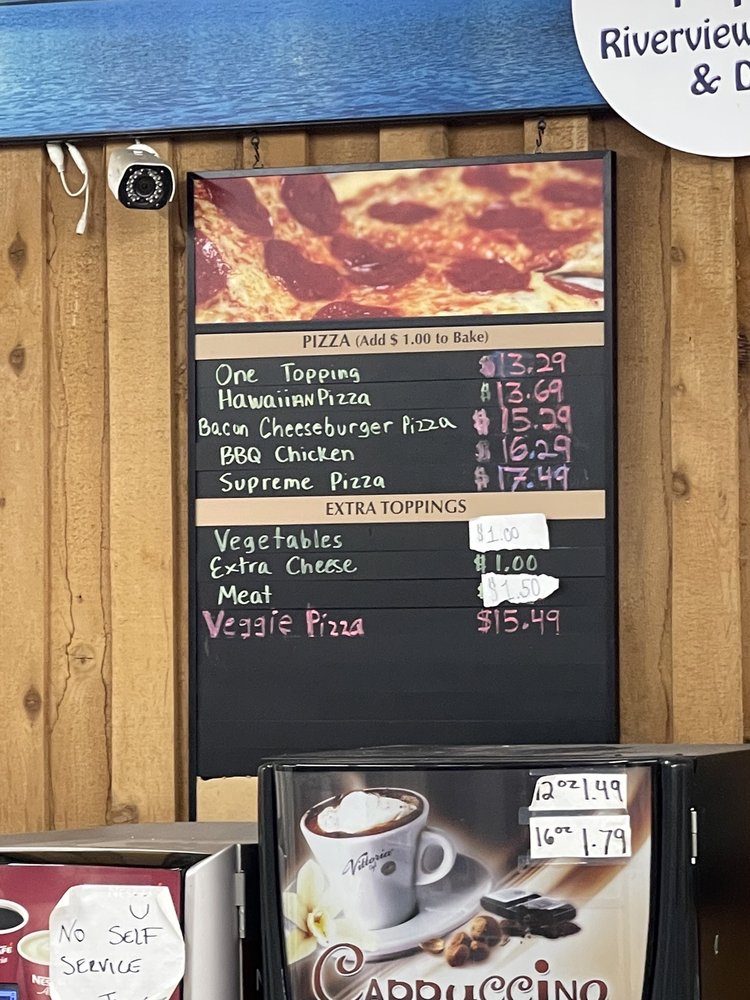 Riverview
&
PIZZA (Add $ 1.00 to Bake)
One Topping $13.29
HawaiiAN Pizza $13.69
Bacon Cheeseburger Pizza $15.29
BBQ Chicken $16.29
Supreme Pizza $17.49
EXTRA TOPPINGS
Vegetables $1.00
Extra Cheese $1.00
Meat $1.50
Veggie Pizza $15.49
12oz 1.49
16oz 1.79
Vittoria
NO SELF
SERVICE
Cappuccino